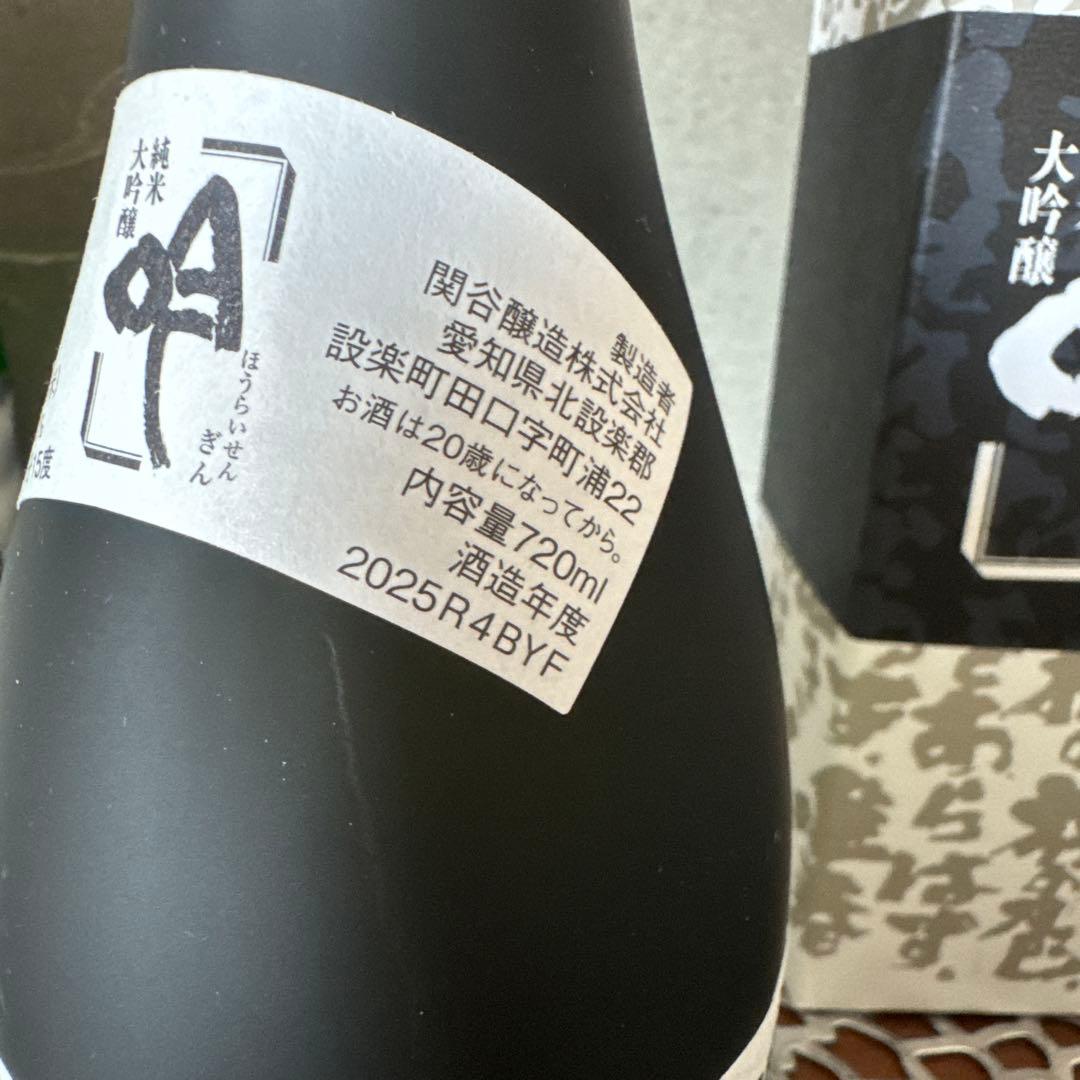 純米
大吟醸
吟
ほうらいせん
ぎん
15度
製造者
関谷醸造株式会社
愛知県北設楽郡
設楽町田口字町浦22
お酒は20歳になってから。
内容量720ml
酒造年度
2025R4BYF
大吟醸